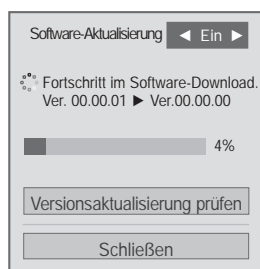 Software-Aktualisierung ◀ Ein ▶
Fortschritt im Software-Download.
Ver. 00.00.01 ▶ Ver.00.00.00
4%
Versionsaktualisierung prüfen
Schließen